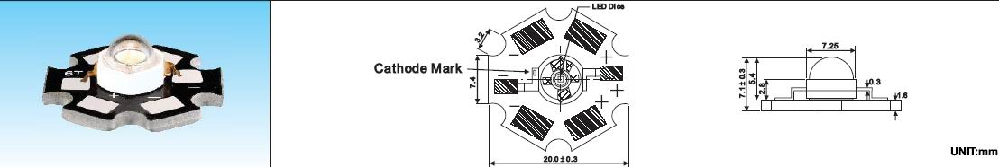 6T
+
−
LED Dice
3.2
Cathode Mark
7.4
20.0±0.3
7.25
7.1±0.3
5.4
2.8
0.3
1.6
UNIT:mm